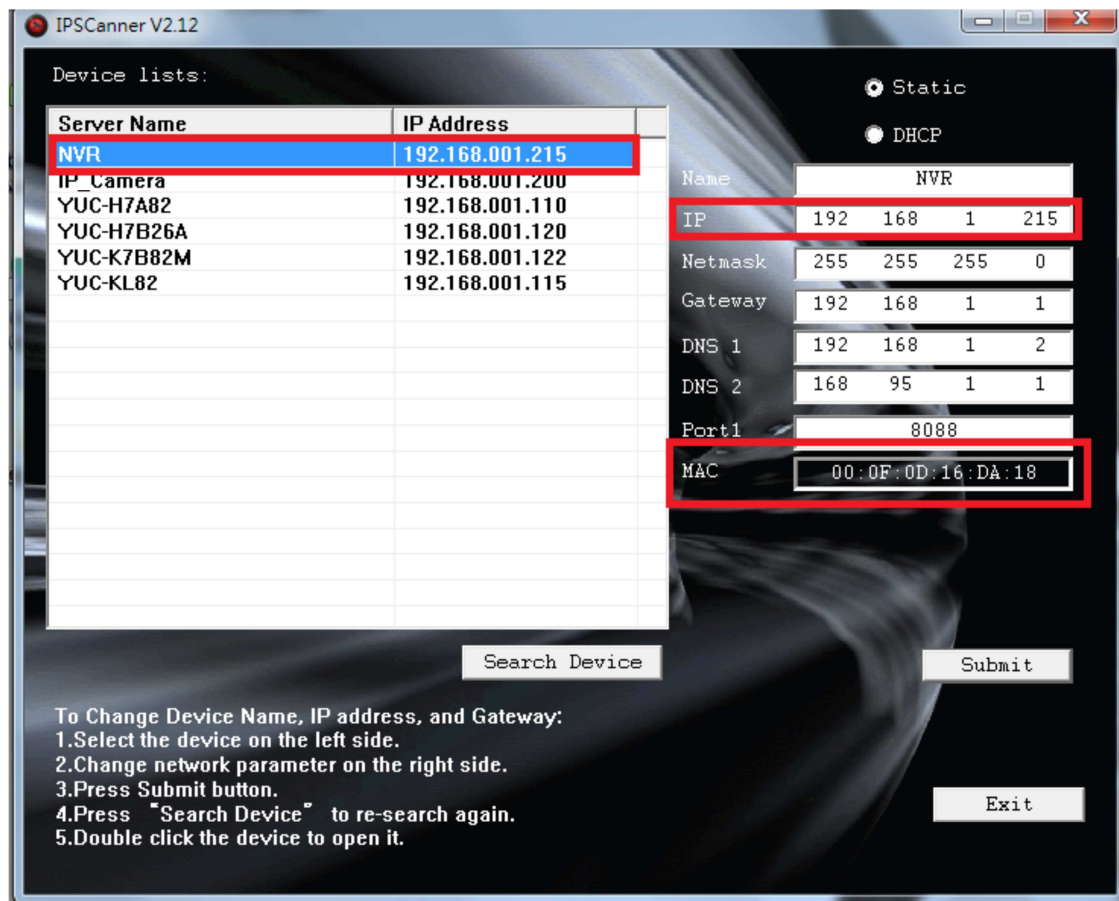 IPSCanner V2.12
Device lists:
Server Name IP Address
NVR 192.168.001.215
IP_Camera 192.168.001.200
YUC-H7A82 192.168.001.110
YUC-H7B26A 192.168.001.120
YUC-K7B82M 192.168.001.122
YUC-KL82 192.168.001.115
Search Device
To Change Device Name, IP address, and Gateway:
1.Select the device on the left side.
2.Change network parameter on the right side.
3.Press Submit button.
4.Press "Search Device" to re-search again.
5.Double click the device to open it.
Static
DHCP
Name NVR
IP 192 168 1 215
Netmask 255 255 255 0
Gateway 192 168 1 1
DNS 1 192 168 1 2
DNS 2 168 95 1 1
Port1 8088
MAC 00:0F:0D:16:DA:18
Submit
Exit